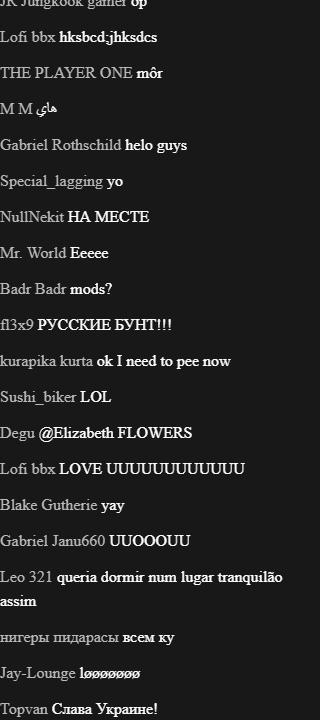 JR Jungkook gamer op
Lofi bbx hksbcd;jhksdcs
THE PLAYER ONE môr
M M هاي
Gabriel Rothschild helo guys
Special_lagging yo
NullNekit НА МЕСТЕ
Mr. World Eeeee
Badr Badr mods?
fl3x9 РУССКИЕ БУНТ!!!
kurapika kurta ok I need to pee now
Sushi_biker LOL
Degu @Elizabeth FLOWERS
Lofi bbx LOVE UUUUUUUUUUUU
Blake Gutherie yay
Gabriel Janu660 UUOOOUU
Leo 321 queria dormir num lugar tranquilão
assim
нигеры пидарасы всем ку
Jay-Lounge løøøøøøø
Topvan Слава Украине!